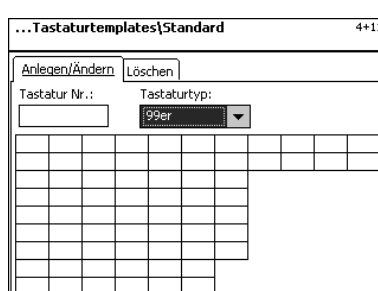 ...Tastaturtemplates\Standard 4+1
Anlegen/Ändern Löschen
Tastatur Nr.: Tastaturtyp:
99er